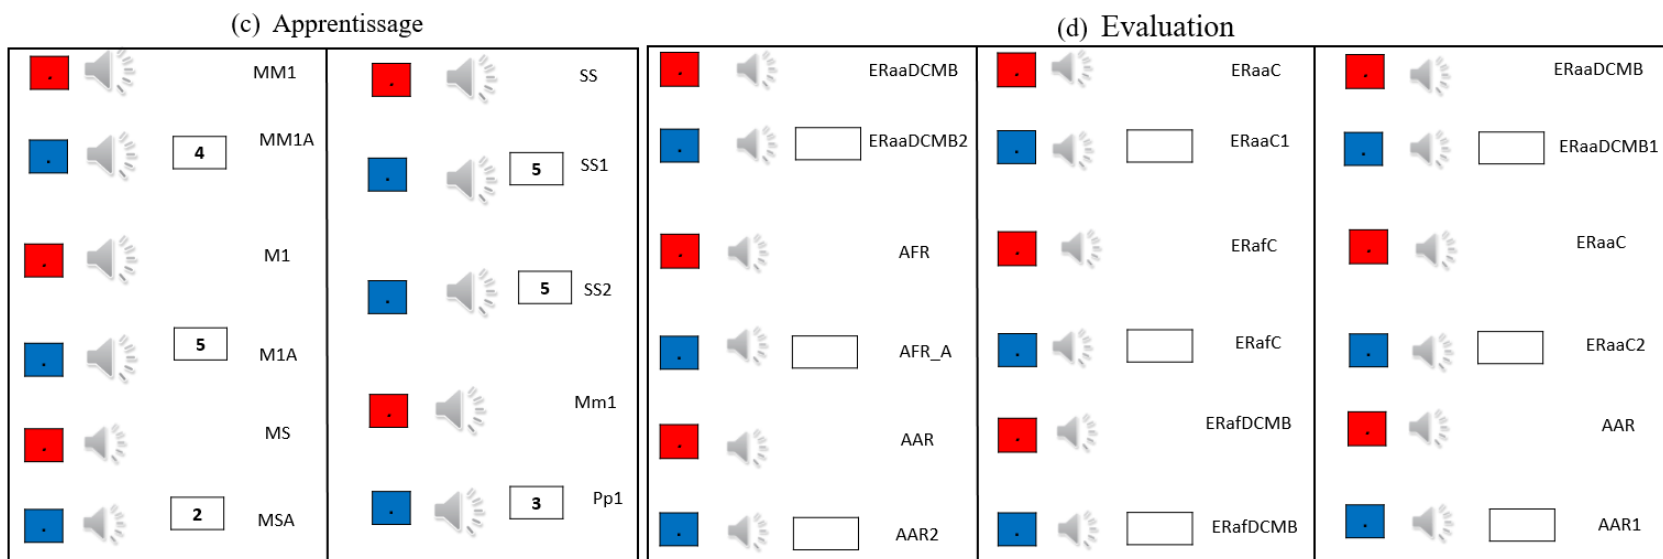 (c) Apprentissage
MM1
4
MM1A
M1
5
M1A
MS
2
MSA
SS
5
SS1
5
SS2
Mm1
3
Pp1
(d) Evaluation
ERaaDCMB
ERaaDCMB2
AFR
AFR_A
AAR
AAR2
ERaaC
ERaaC1
ERafC
ERafC
ERafDCMB
ERafDCMB
ERaaDCMB
ERaaDCMB1
ERaaC
ERaaC2
AAR
AAR1